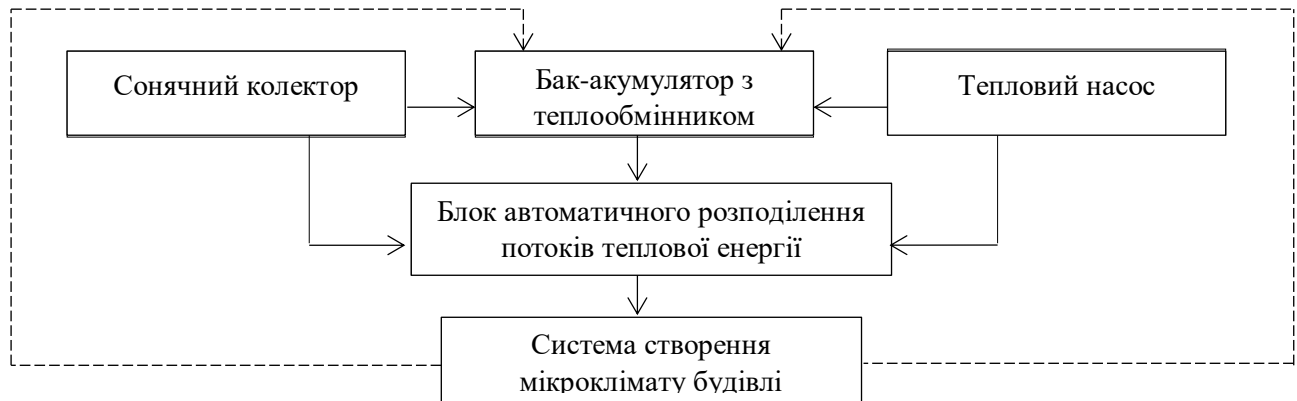 Сонячний колектор
Бак-акумулятор з
теплообмінником
Тепловий насос
Блок автоматичного розподілення
потоків теплової енергії
Система створення
мікроклімату будівлі